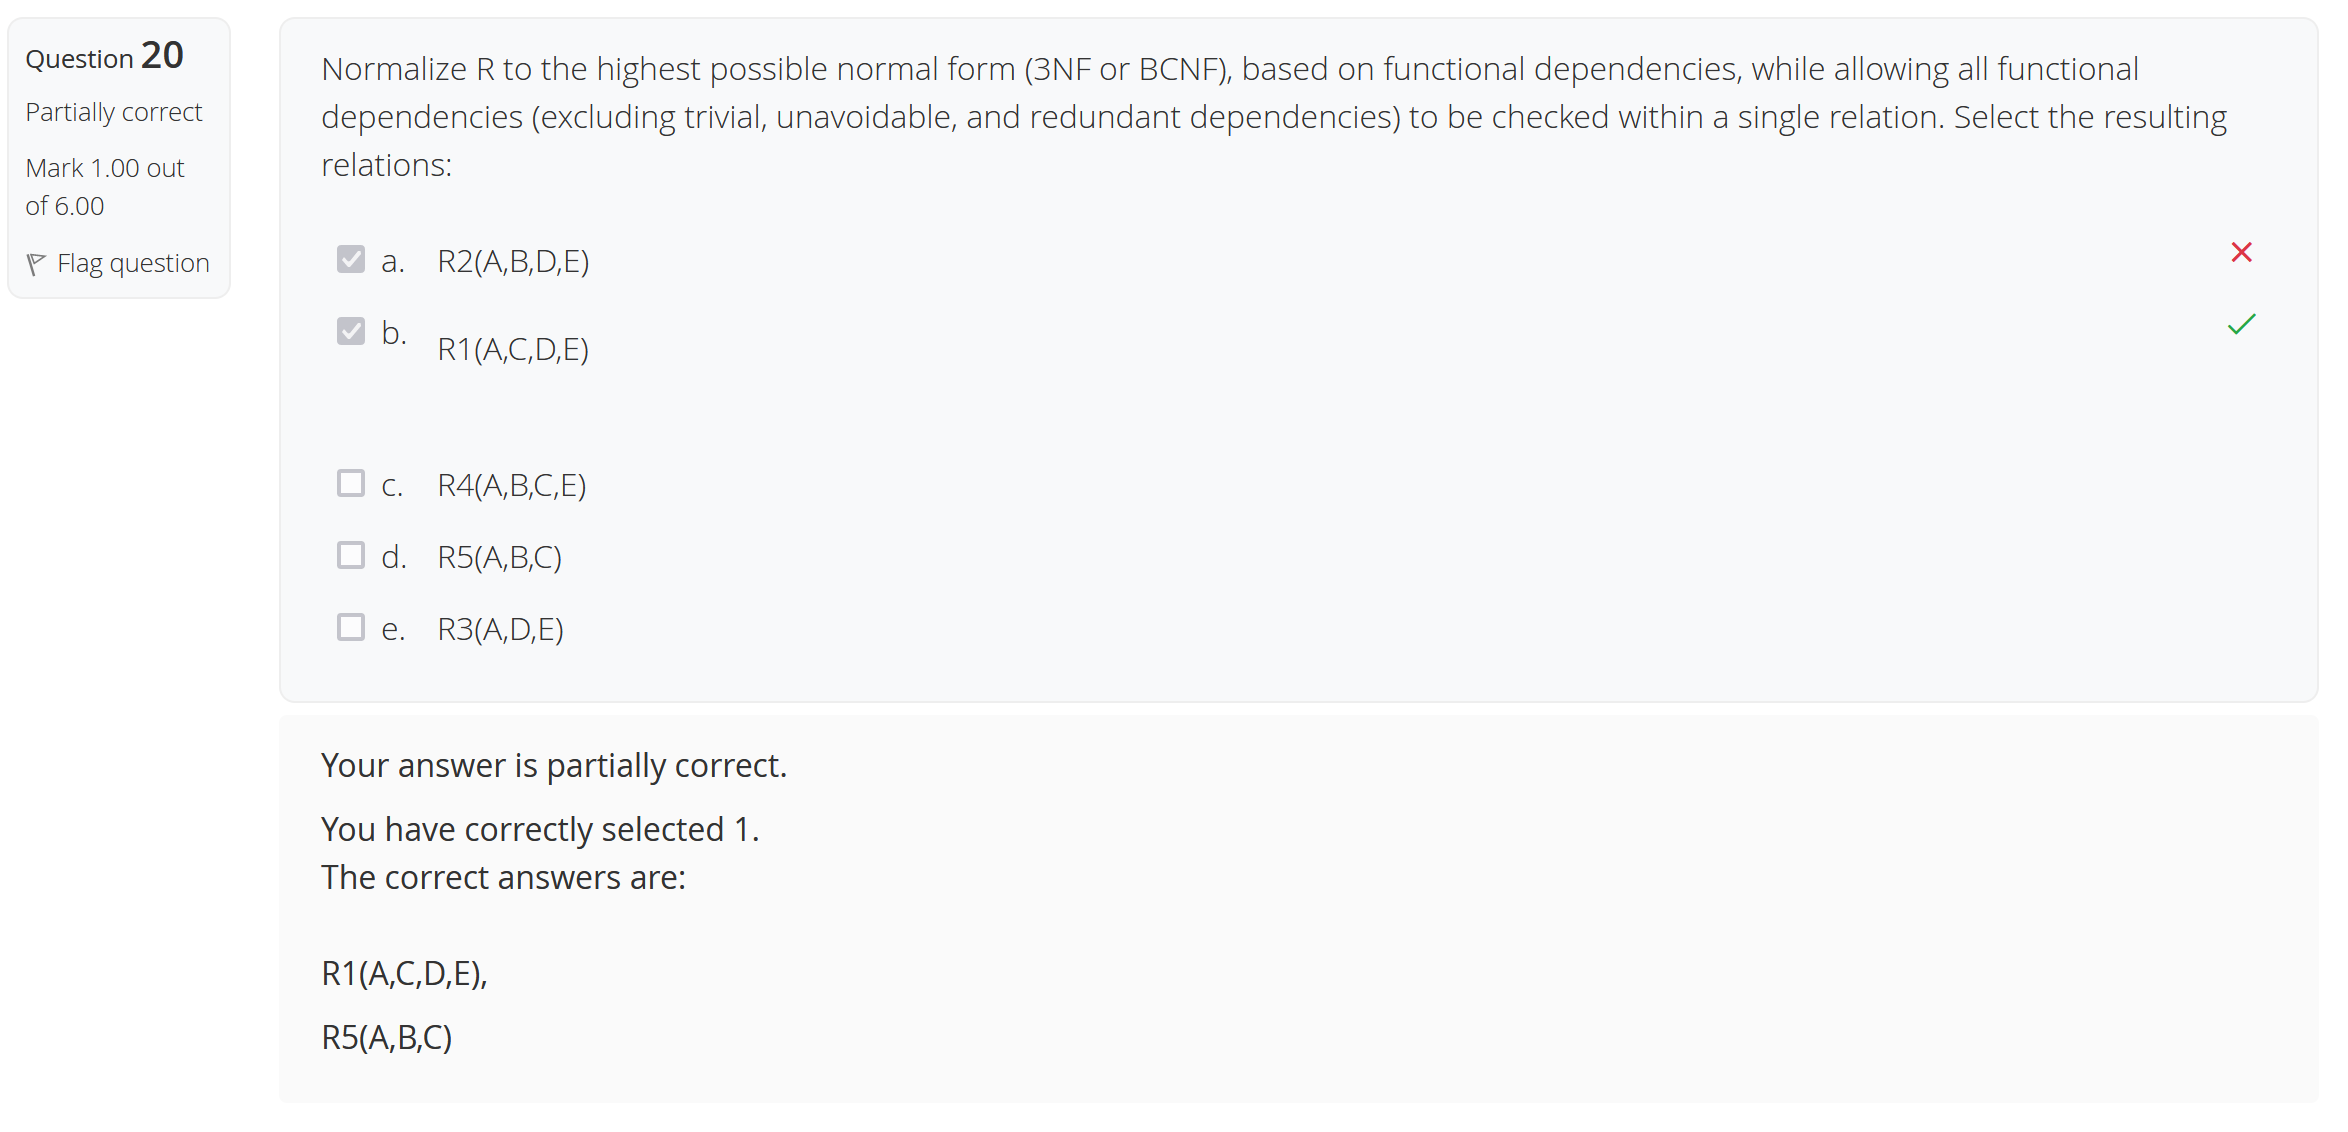 Question 20
Partially correct
Mark 1.00 out
of 6.00
Flag question
Normalize R to the highest possible normal form (3NF or BCNF), based on functional dependencies, while allowing all functional
dependencies (excluding trivial, unavoidable, and redundant dependencies) to be checked within a single relation. Select the resulting
relations:
a. R2(A,B,D,E)
b. R1(A,C,D,E)
c. R4(A,B,C,E)
d. R5(A,B,C)
e. R3(A,D,E)
Your answer is partially correct.
You have correctly selected 1.
The correct answers are:
R1(A,C,D,E),
R5(A,B,C)